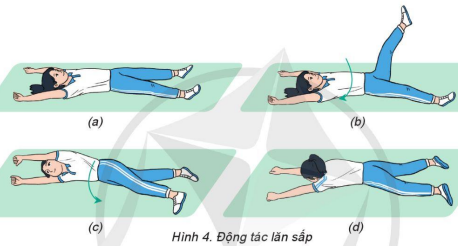 (a)
(b)
(c)
(d)
Hình 4. Động tác lăn sấp